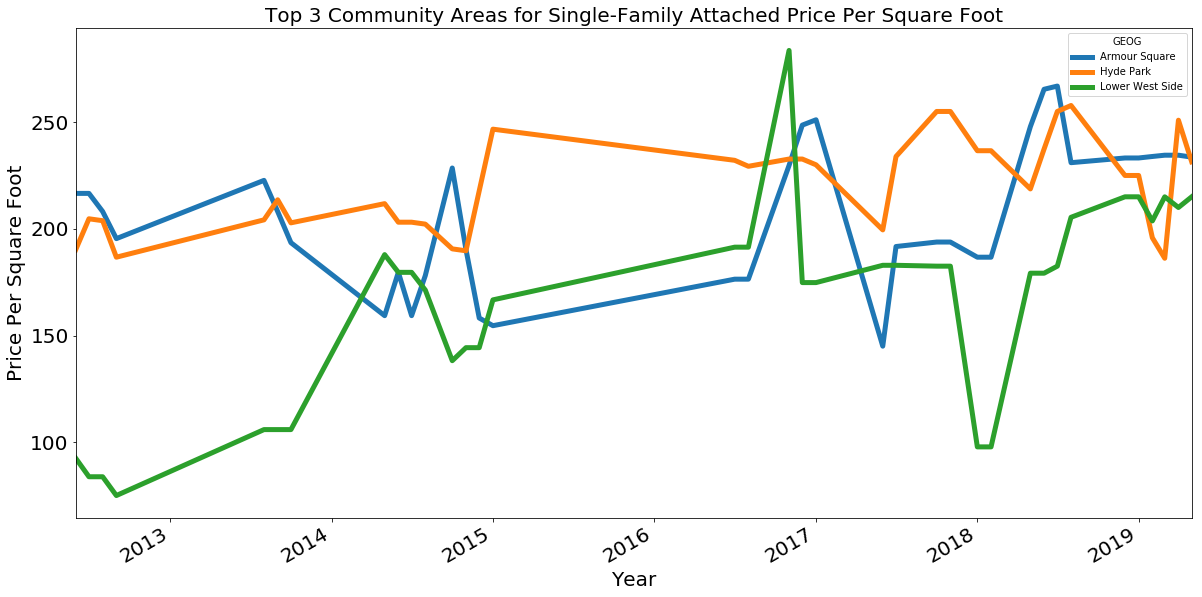 Top 3 Community Areas for Single-Family Attached Price Per Square Foot
GEOG
Armour Square
Hyde Park
Lower West Side
Price Per Square Foot
250
200
150
100
2013
2014
2015
2016
2017
2018
2019
Year